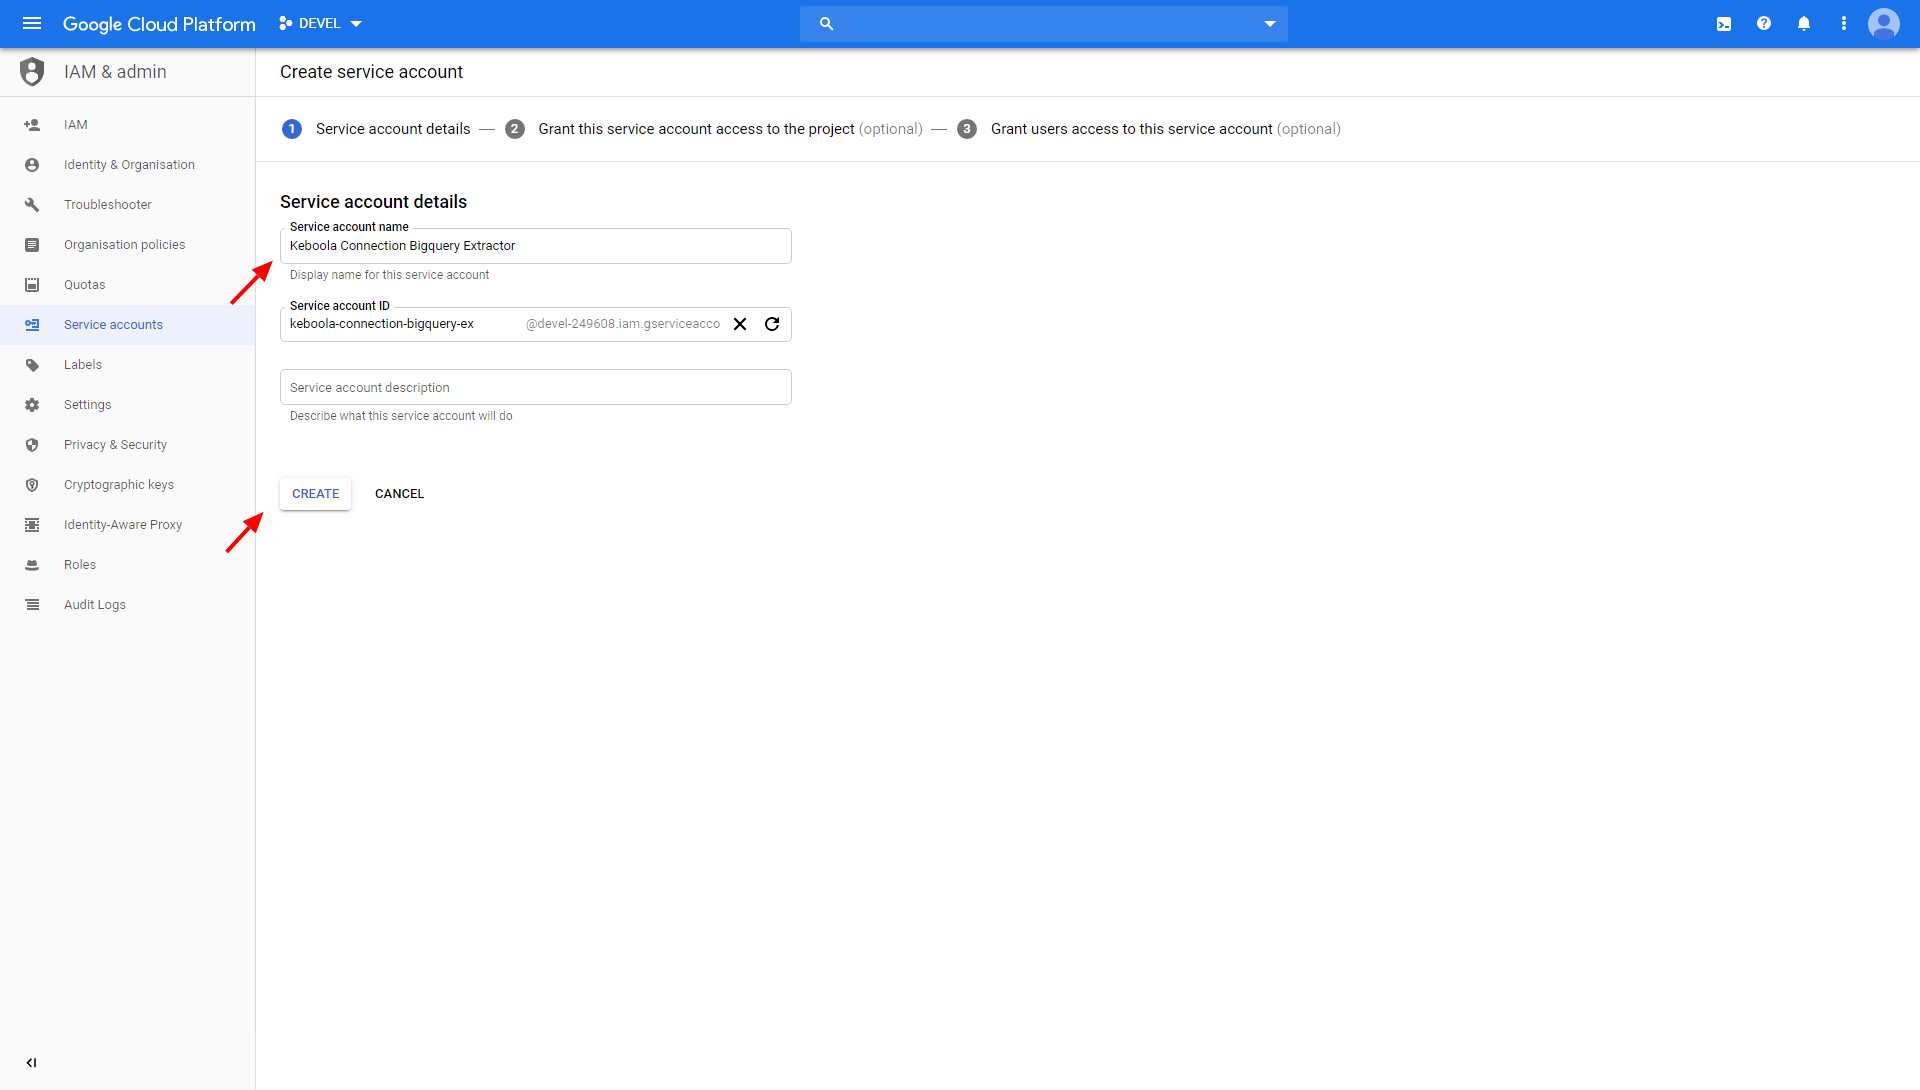 Google Cloud Platform
DEVEL
IAM & admin
Create service account
IAM
Identity & Organisation
Troubleshooter
Organisation policies
Quotas
Service accounts
Labels
Settings
Privacy & Security
Cryptographic keys
Identity-Aware Proxy
Roles
Audit Logs
1 Service account details — 2 Grant this service account access to the project (optional) — 3 Grant users access to this service account (optional)
Service account details
Service account name
Keboola Connection Bigquery Extractor
Display name for this service account
Service account ID
keboola-connection-bigquery-ex @devel-249608.iam.gserviceacco
Service account description
Describe what this service account will do
CREATE CANCEL